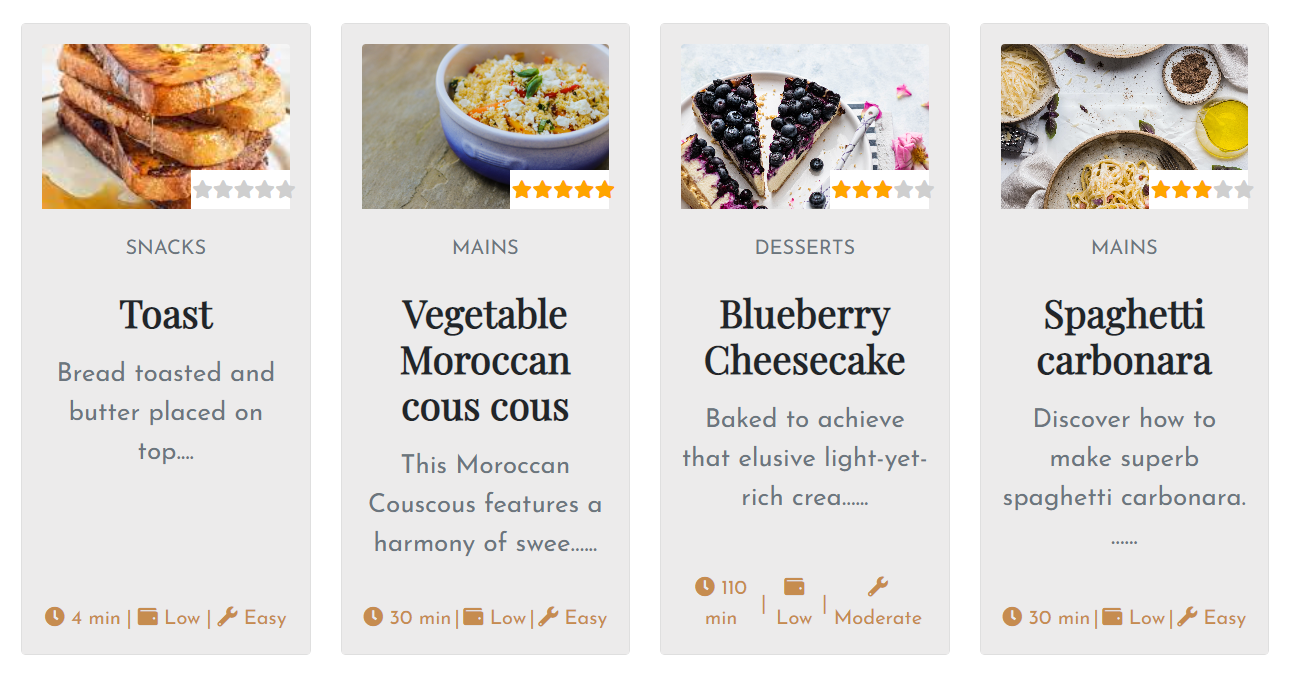 SNACKS
Toast
Bread toasted and
butter placed on
top....
4 min | Low | Easy
MAINS
Vegetable
Moroccan
cous cous
This Moroccan
Couscous features a
harmony of swee......
30 min | Low | Easy
DESSERTS
Blueberry
Cheesecake
Baked to achieve
that elusive light-yet-
rich crea......
110
min | Low | Moderate
MAINS
Spaghetti
carbonara
Discover how to
make superb
spaghetti carbonara.
......
30 min | Low | Easy